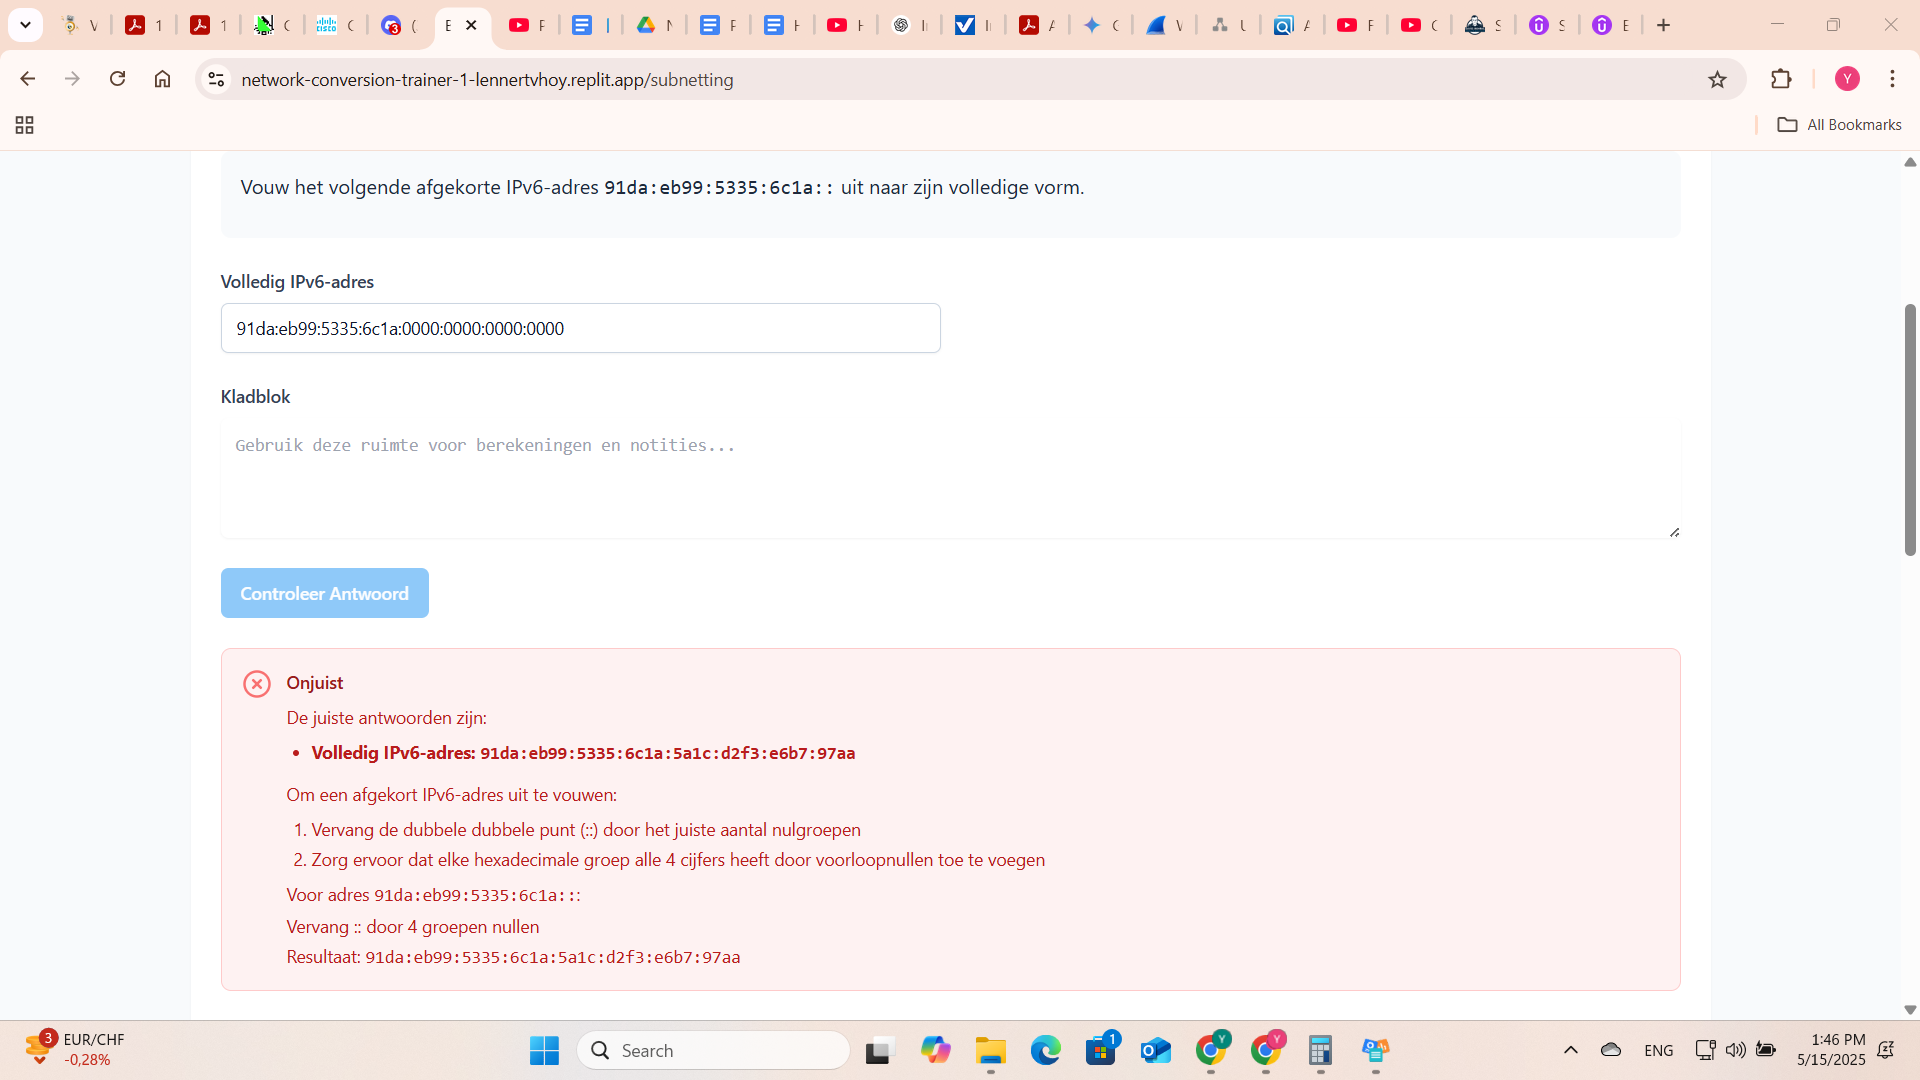 network-conversion-trainer-1-lennertvhoy.replit.app/subnetting
Y
All Bookmarks
Vouw het volgende afgekorte IPv6-adres 91da:eb99:5335:6c1a:: uit naar zijn volledige vorm.
Volledig IPv6-adres
91da:eb99:5335:6c1a:0000:0000:0000:0000
Kladblok
Gebruik deze ruimte voor berekeningen en notities...
Controleer Antwoord
Onjuist
De juiste antwoorden zijn:
• Volledig IPv6-adres: 91da:eb99:5335:6c1a:5a1c:d2f3:e6b7:97aa
Om een afgekort IPv6-adres uit te vouwen:
1. Vervang de dubbele dubbele punt (::) door het juiste aantal nulgroepen
2. Zorg ervoor dat elke hexadecimale groep alle 4 cijfers heeft door voorloopnullen toe te voegen
Voor adres 91da:eb99:5335:6c1a:::
Vervang :: door 4 groepen nullen
Resultaat: 91da:eb99:5335:6c1a:5a1c:d2f3:e6b7:97aa
3 EUR/CHF
-0,28%
Search
1
Y
Y
ENG
1:46 PM
5/15/2025